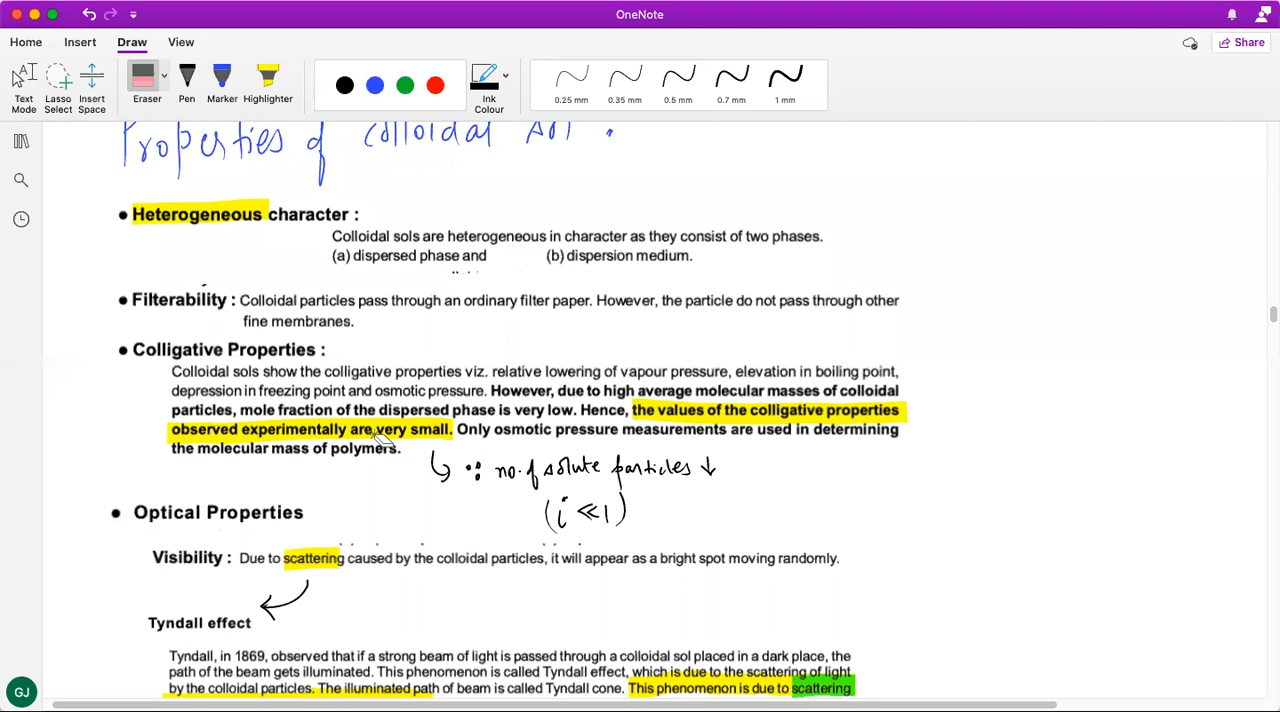 OneNote
Home Insert Draw View
Share
Text Mode
Lasso Select
Insert Space
Eraser
Pen
Marker
Highlighter
Ink Colour
0.25 mm 0.35 mm 0.5 mm 0.7 mm 1 mm
Properties of colloidal sol :
• Heterogeneous character :
Colloidal sols are heterogeneous in character as they consist of two phases.
(a) dispersed phase and (b) dispersion medium.
• Filterability : Colloidal particles pass through an ordinary filter paper. However, the particle do not pass through other
fine membranes.
• Colligative Properties :
Colloidal sols show the colligative properties viz. relative lowering of vapour pressure, elevation in boiling point,
depression in freezing point and osmotic pressure. However, due to high average molecular masses of colloidal
particles, mole fraction of the dispersed phase is very low. Hence, the values of the colligative properties
observed experimentally are very small. Only osmotic pressure measurements are used in determining
the molecular mass of polymers.
∵ no. of solute particles ↓
(i ≪ 1)
• Optical Properties
Visibility : Due to scattering caused by the colloidal particles, it will appear as a bright spot moving randomly.
Tyndall effect
Tyndall, in 1869, observed that if a strong beam of light is passed through a colloidal sol placed in a dark place, the
path of the beam gets illuminated. This phenomenon is called Tyndall effect, which is due to the scattering of light
by the colloidal particles. The illuminated path of beam is called Tyndall cone. This phenomenon is due to scattering
GJ